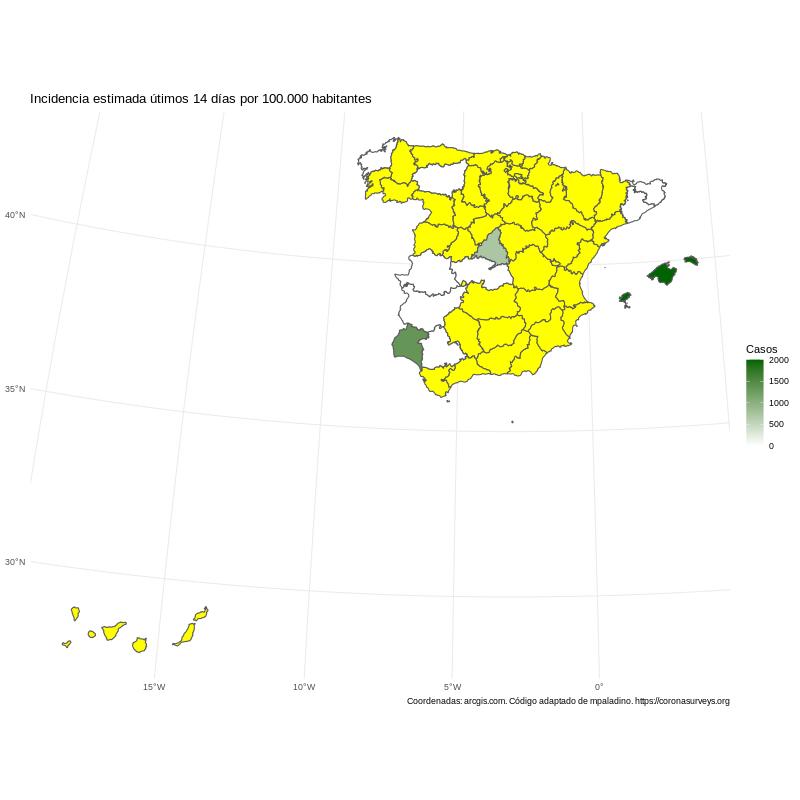 Incidencia estimada útimos 14 días por 100.000 habitantes
40°N
35°N
30°N
15°W
10°W
5°W
0°
Casos
2000
1500
1000
500
0
Coordenadas: arcgis.com. Código adaptado de mpaladino. https://coronasurveys.org